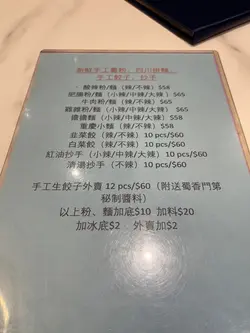 新鮮手工薯粉、四川拼麵、
手工餃子、抄手
酸辣粉/麵 (辣/不辣) $58
肥腸粉/麵 (小辣/中辣/大辣) $65
牛肉粉/麵 (辣/不辣) $65
雞雜粉/麵 (小辣/中辣/大辣) $65
擔擔麵 (小辣/中辣/大辣) $58
重慶小麵 (辣/不辣) $58
韭菜餃 (辣/不辣) 10 pcs/$60
白菜餃 (辣/不辣) 10 pcs/$60
紅油抄手 (小辣/中辣/大辣) 10 pcs/$60
清湯抄手 (不辣) 10 pcs/$60
手工生餃子外賣 12 pcs/$60 (附送蜀香門第
秘制醬料)
以上粉、麵加底$10 加料$20
加冰底$2 外賣加$2